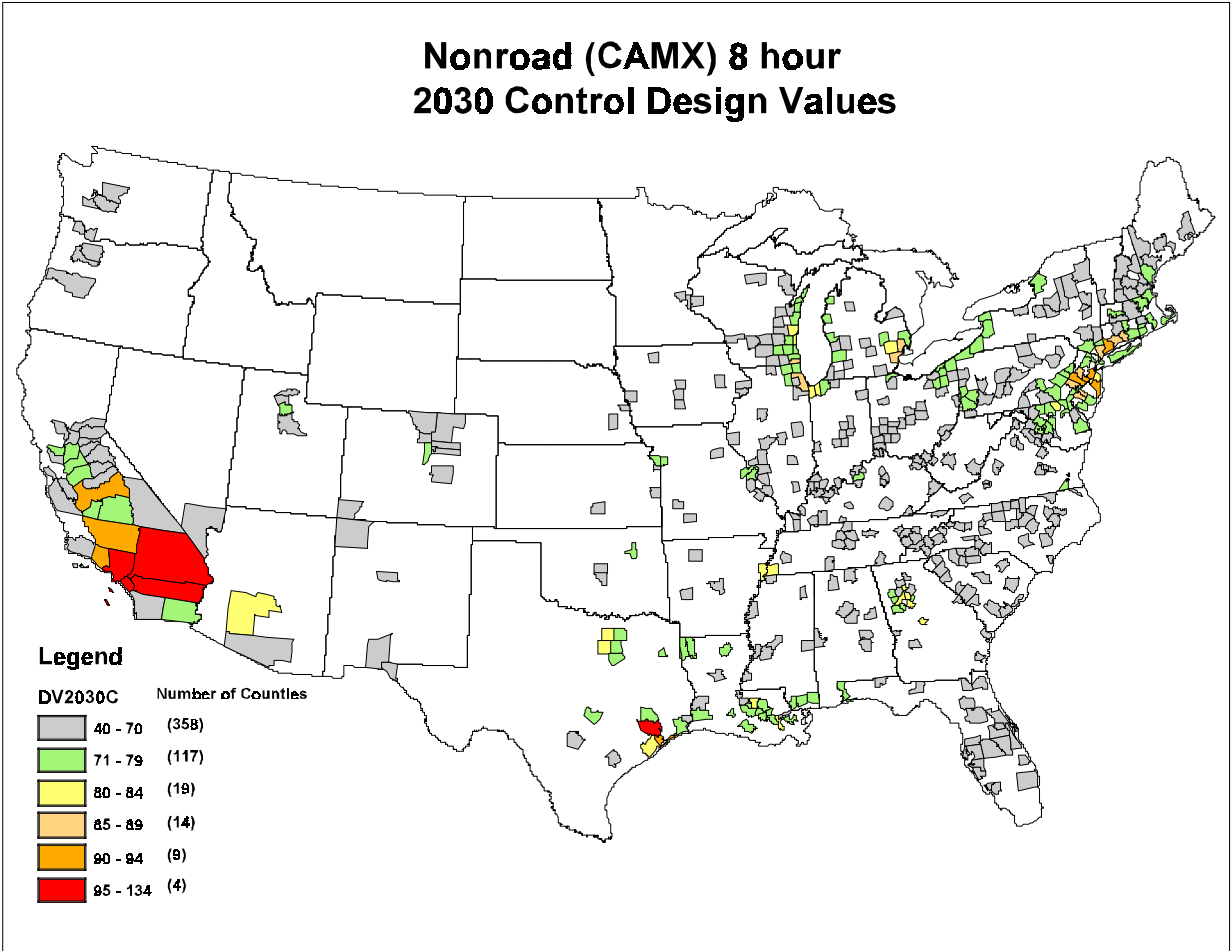 Nonroad (CAMX) 8 hour
2030 Control Design Values
Legend
DV2030C Number of Counties
40 - 70 (358)
71 - 79 (117)
80 - 84 (19)
85 - 89 (14)
90 - 94 (9)
95 - 134 (4)